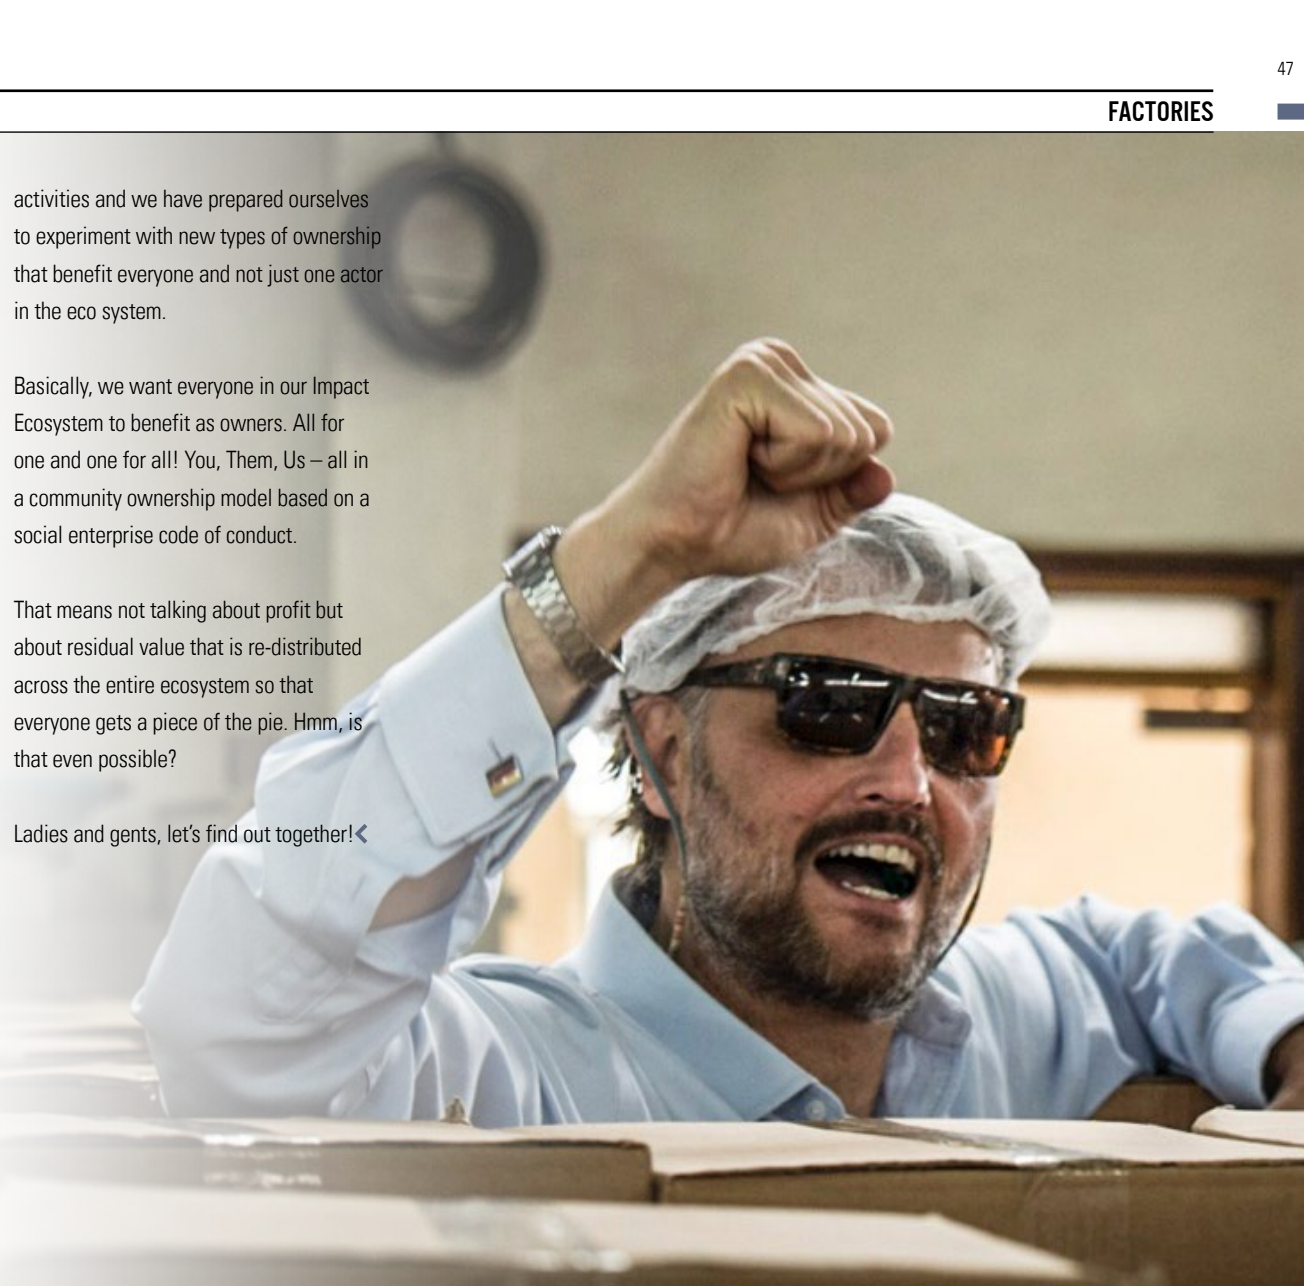 47
FACTORIES
activities and we have prepared ourselves
to experiment with new types of ownership
that benefit everyone and not just one actor
in the eco system.
Basically, we want everyone in our Impact
Ecosystem to benefit as owners. All for
one and one for all! You, Them, Us – all in
a community ownership model based on a
social enterprise code of conduct.
That means not talking about profit but
about residual value that is re-distributed
across the entire ecosystem so that
everyone gets a piece of the pie. Hmm, is
that even possible?
Ladies and gents, let's find out together!